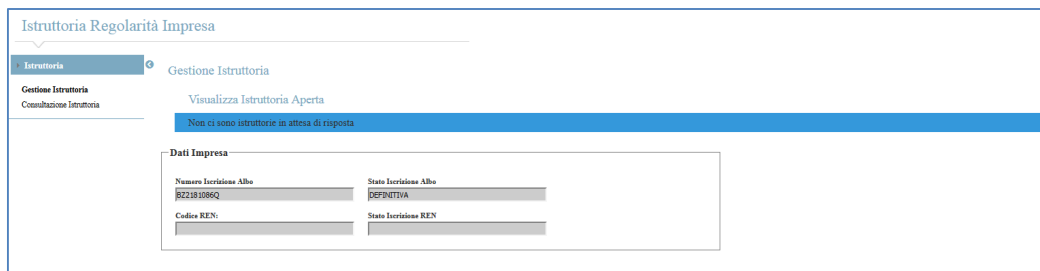 Istruttoria Regolarità Impresa
Istruttoria
Gestione Istruttoria
Consultazione Istruttoria
Gestione Istruttoria
Visualizza Istruttoria Aperta
Non ci sono istruttorie in attesa di risposta
Dati Impresa
Numero Iscrizione Albo Stato Iscrizione Albo
BZ2181086Q DEFINITIVA
Codice REN: Stato Iscrizione REN